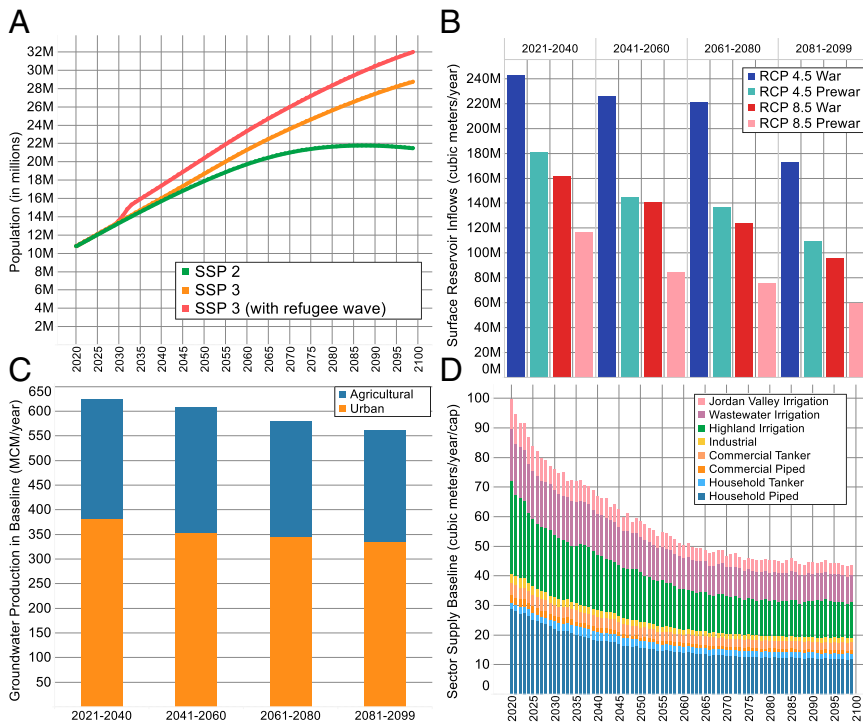 A
Population (in millions)
32M
30M
28M
26M
24M
22M
20M
18M
16M
14M
12M
10M
8M
6M
4M
2M
SSP 2
SSP 3
SSP 3 (with refugee wave)
2020
2025
2030
2035
2040
2045
2050
2055
2060
2065
2070
2075
2080
2085
2090
2095
2100
B
Surface Reservoir Inflows (cubic meters/year)
2021-2040
2041-2060
2061-2080
2081-2099
240M
220M
200M
180M
160M
140M
120M
100M
80M
60M
40M
20M
0M
RCP 4.5 War
RCP 4.5 Prewar
RCP 8.5 War
RCP 8.5 Prewar
C
Groundwater Production in Baseline (MCM/year)
650
600
550
500
450
400
350
300
250
200
150
100
50
Agricultural
Urban
2021-2040
2041-2060
2061-2080
2081-2099
D
Sector Supply Baseline (cubic meters/year/cap)
100
90
80
70
60
50
40
30
20
10
0
Jordan Valley Irrigation
Wastewater Irrigation
Highland Irrigation
Industrial
Commercial Tanker
Commercial Piped
Household Tanker
Household Piped
2020
2025
2030
2035
2040
2045
2050
2055
2060
2065
2070
2075
2080
2085
2090
2095
2100